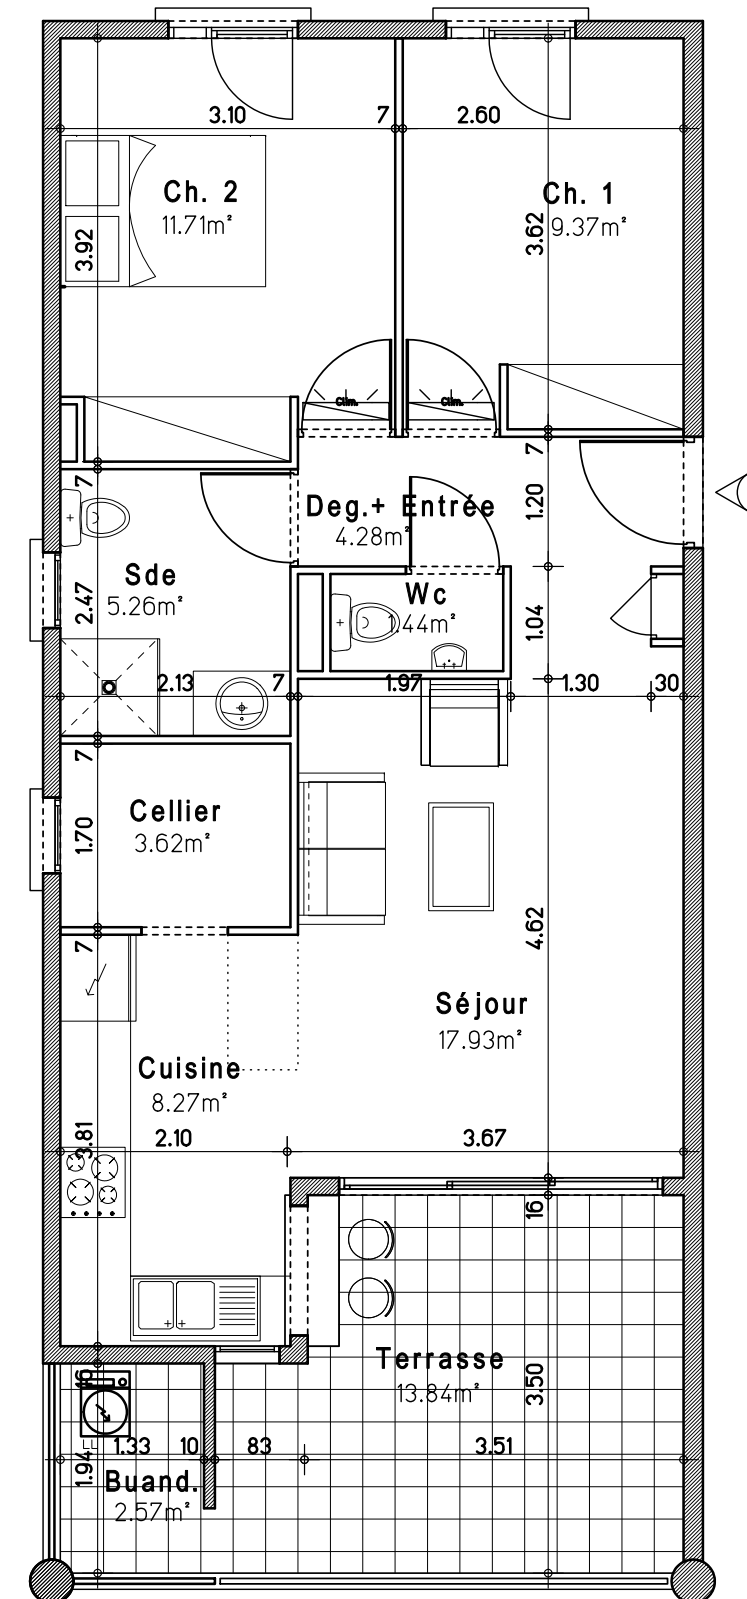 3.10
7
2.60
Ch. 2
11.71m²
Ch. 1
9.37m²
3.92
3.62
Clim.
Clim.
7
7
1.20
Deg.+ Entrée
4.28m²
Sde
5.26m²
2.47
Wc
1.44m²
1.04
2.13
7
1.97
1.30
30
7
Cellier
3.62m²
1.70
4.62
7
Séjour
17.93m²
Cuisine
8.27m²
3.81
2.10
3.67
16
Terrasse
13.84m²
3.50
16
1.33
10
83
3.51
1.94
Buand.
2.57m²